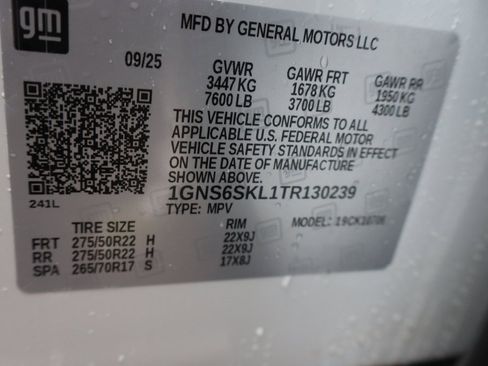 gm
MFD BY GENERAL MOTORS LLC
09/25 GVWR GAWR FRT GAWR RR
3447 KG 1678 KG 1950 KG
7600 LB 3700 LB 4300 LB
THIS VEHICLE CONFORMS TO ALL
APPLICABLE U.S. FEDERAL MOTOR
VEHICLE SAFETY STANDARDS IN EFFECT
ON THE DATE OF MANUFACTURE
SHOWN ABOVE.
1GNS6SKL1TR130239
241L
TYPE: MPV MODEL: 19CK10706
TIRE SIZE RIM
FRT 275/50R22 H 22X9J
RR 275/50R22 H 22X9J
SPA 265/70R17 S 17X8J